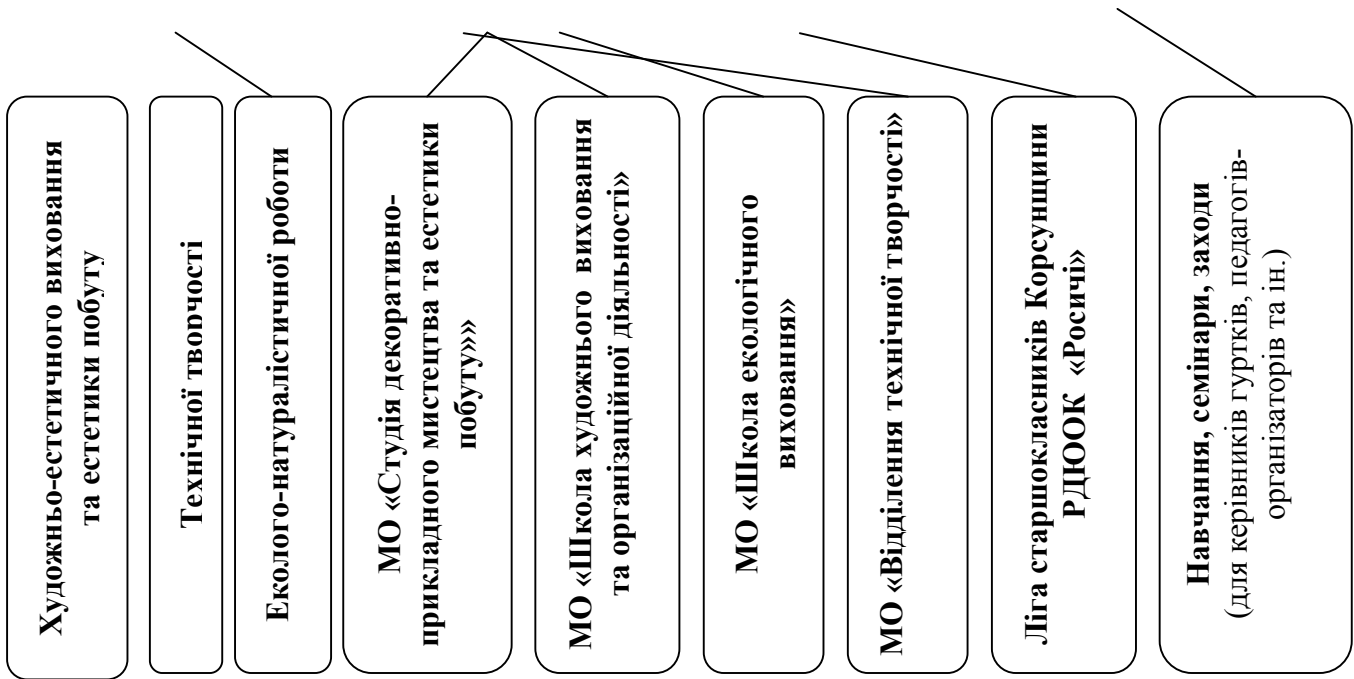 Художньо-естетичного виховання
та естетики побуту
Технічної творчості
Еколого-натуралістичної роботи
МО «Студія декоративно-
прикладного мистецтва та естетики
побуту»»
МО «Школа художнього виховання
та організаційної діяльності»
МО «Школа екологічного
виховання»
МО «Відділення технічної творчості»
Ліга старшокласників Корсунщини
РДЮОК «Росичі»
Навчання, семінари, заходи
(для керівників гуртків, педагогів-
організаторів та ін.)